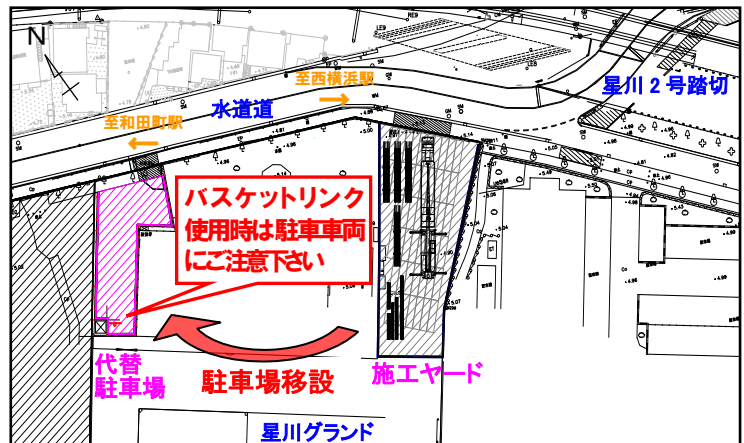 N
至西横浜駅
星川2号踏切
水道道
至和田町駅
バスケットリンク
使用時は駐車車両
にご注意下さい
代替
駐車場
駐車場移設
施工ヤード
星川グランド